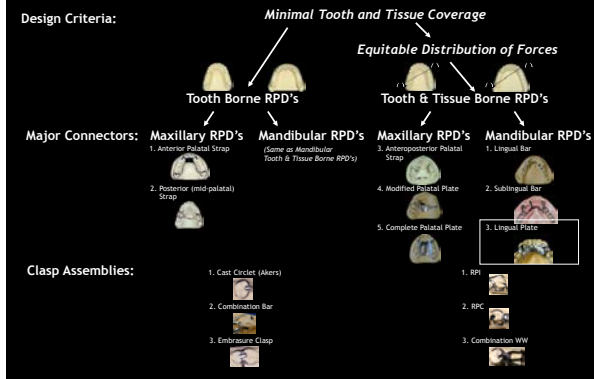 Design Criteria:
Minimal Tooth and Tissue Coverage
Equitable Distribution of Forces
Tooth Borne RPD's
Tooth & Tissue Borne RPD's
Major Connectors:
Maxillary RPD's
1. Anterior Palatal Strap
2. Posterior (mid-palatal)
Strap
Mandibular RPD's
(Same as Mandibular
Tooth & Tissue Borne RPD's)
Maxillary RPD's
3. Anteroposterior Palatal
Strap
4. Modified Palatal Plate
5. Complete Palatal Plate
Mandibular RPD's
1. Lingual Bar
2. Sublingual Bar
3. Lingual Plate
Clasp Assemblies:
1. Cast Circlet (Akers)
2. Combination Bar
3. Embrasure Clasp
1. RPI
2. RPC
3. Combination WW